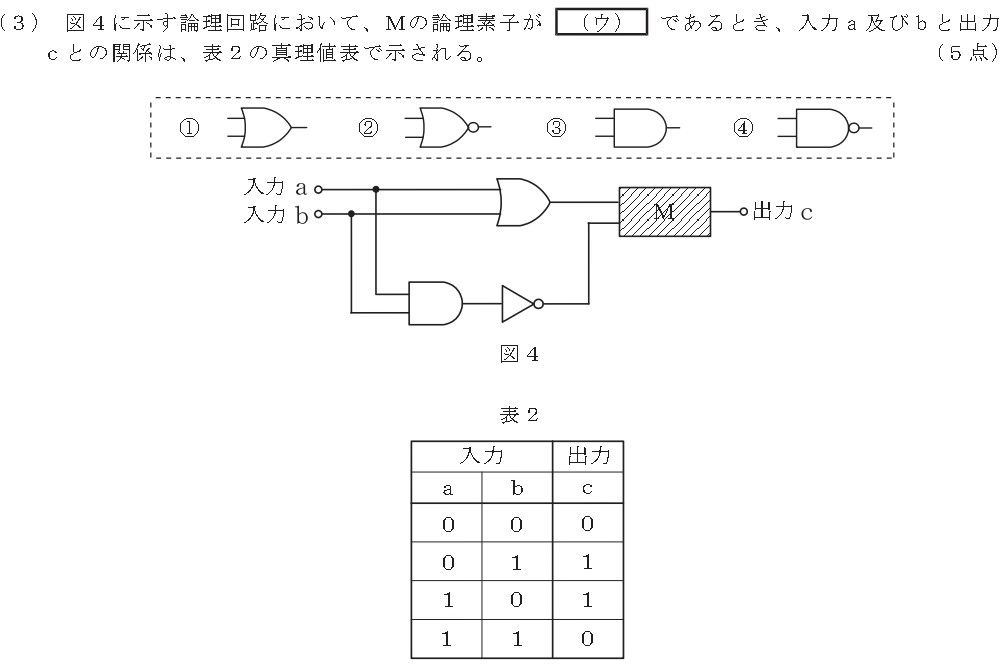 (3) 図4に示す論理回路において、Mの論理素子が (ウ) であるとき、入力a及びbと出力
cとの関係は、表2の真理値表で示される。 (5点)
① ② ③ ④
入力 a
入力 b
M
出力 c
図4
表2
入力 出力
a b c
0 0 0
0 1 1
1 0 1
1 1 0